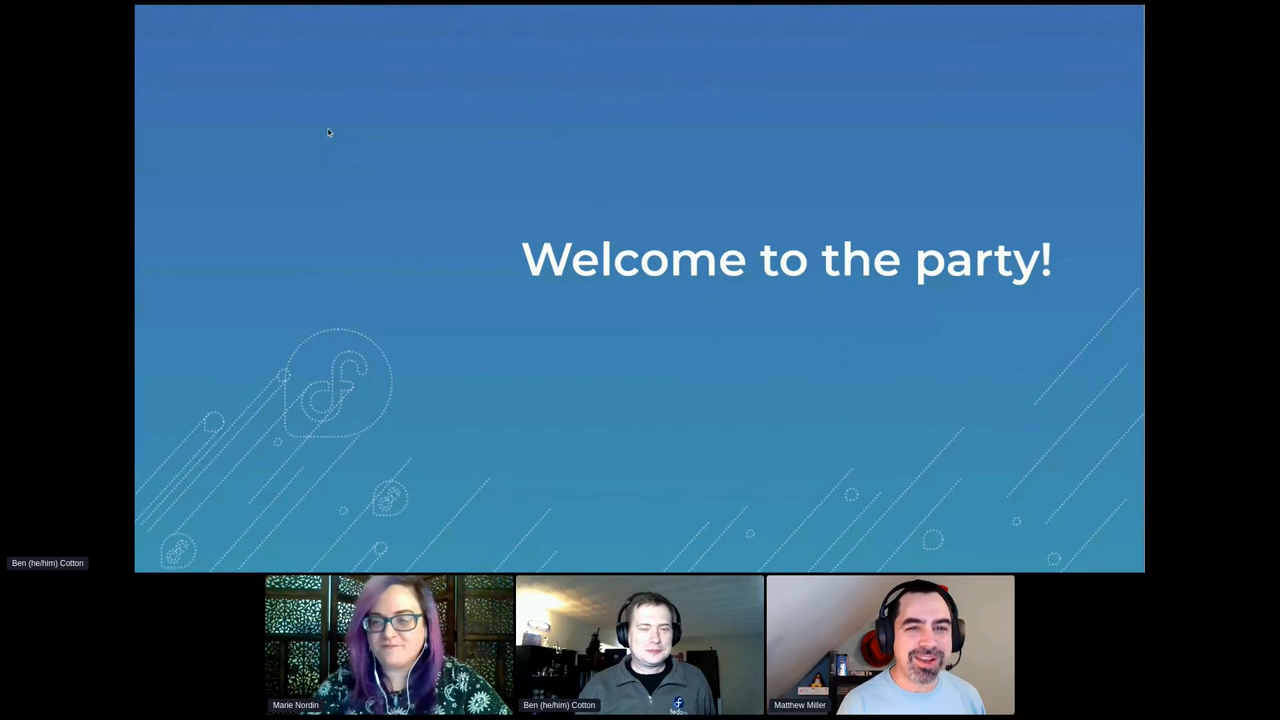 Welcome to the party!
Ben (he/him) Cotton
Marie Nordin
Ben (he/him) Cotton
Matthew Miller